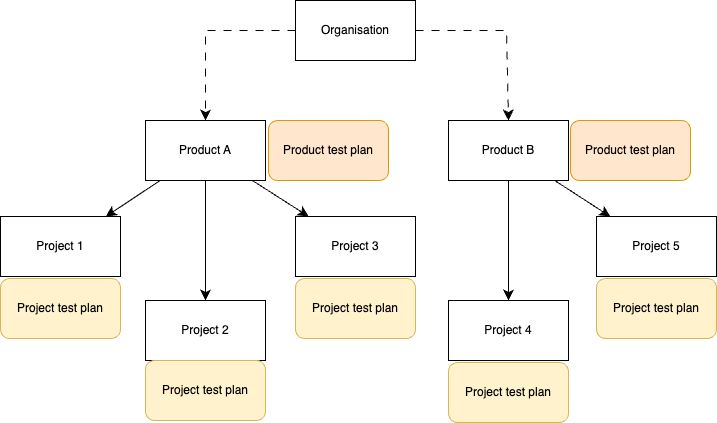 Organisation
Product A
Product test plan
Product B
Product test plan
Project 1
Project 3
Project 5
Project test plan
Project test plan
Project test plan
Project 2
Project 4
Project test plan
Project test plan